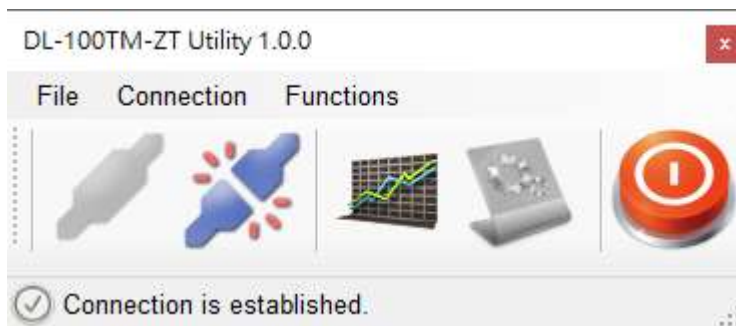 DL-100TM-ZT Utility 1.0.0
x
File Connection Functions
Connection is established.